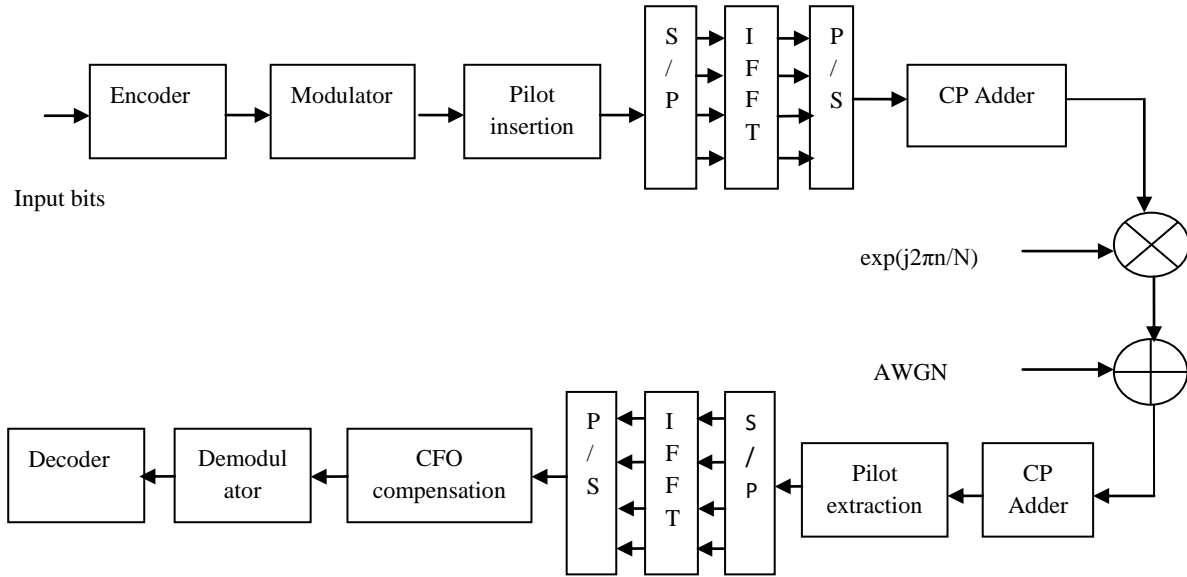 Encoder
Modulator
Pilot
insertion
S
/
P
I
F
F
T
P
/
S
CP Adder
Input bits
exp(j2πn/N)
AWGN
Decoder
Demodul
ator
CFO
compensation
P
/
S
I
F
F
T
S
/
P
Pilot
extraction
CP
Adder